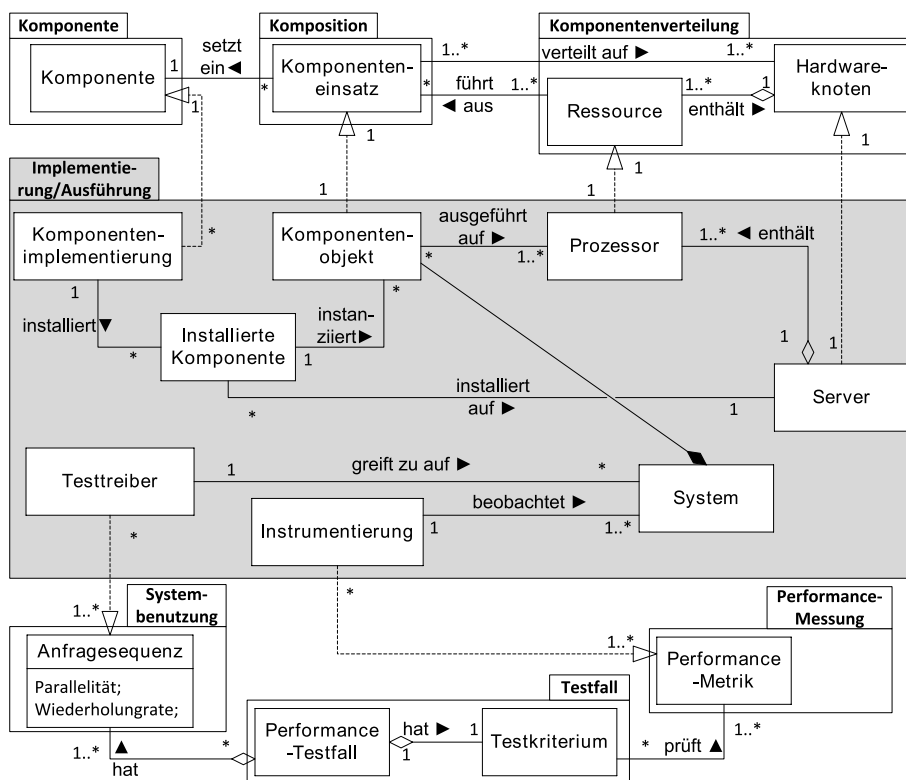 Komponente
Komposition
Komponentenverteilung
Komponente
1
setzt
ein◄
*
Komponenten-
einsatz
1..*
verteilt auf ►
1..*
Hardware-
knoten
*
führt
◄ aus
1..*
Ressource
1..*
enthält ►
1
1
1
1
1
Implementie-
rung/Ausführung
1
1
Komponenten-
implementierung
*
Komponenten-
objekt
ausgeführt
auf ►
*
1..*
Prozessor
1..*
◄ enthält
1
installiert▼
*
Installierte
Komponente
1
instan-
ziiert►
*
1
1
*
installiert
auf ►
1
Server
Testtreiber
1
greift zu auf ►
*
System
*
Instrumentierung
1
beobachtet ►
1..*
*
1..*
System-
benutzung
Anfragesequenz
Parallelität;
Wiederholungrate;
1..*
Performance-
Messung
Performance
-Metrik
Testfall
1..*
▲
hat
*
Performance
-Testfall
hat ►
1
1
Testkriterium
*
prüft ▲
1..*